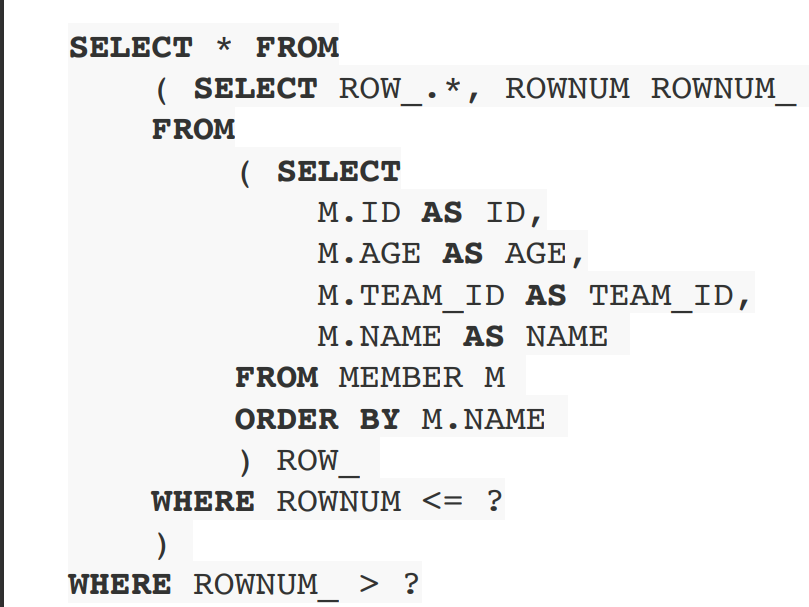 SELECT * FROM
( SELECT ROW_.*, ROWNUM ROWNUM_
FROM
( SELECT
M.ID AS ID,
M.AGE AS AGE,
M.TEAM_ID AS TEAM_ID,
M.NAME AS NAME
FROM MEMBER M
ORDER BY M.NAME
) ROW_
WHERE ROWNUM <= ?
)
WHERE ROWNUM_ > ?